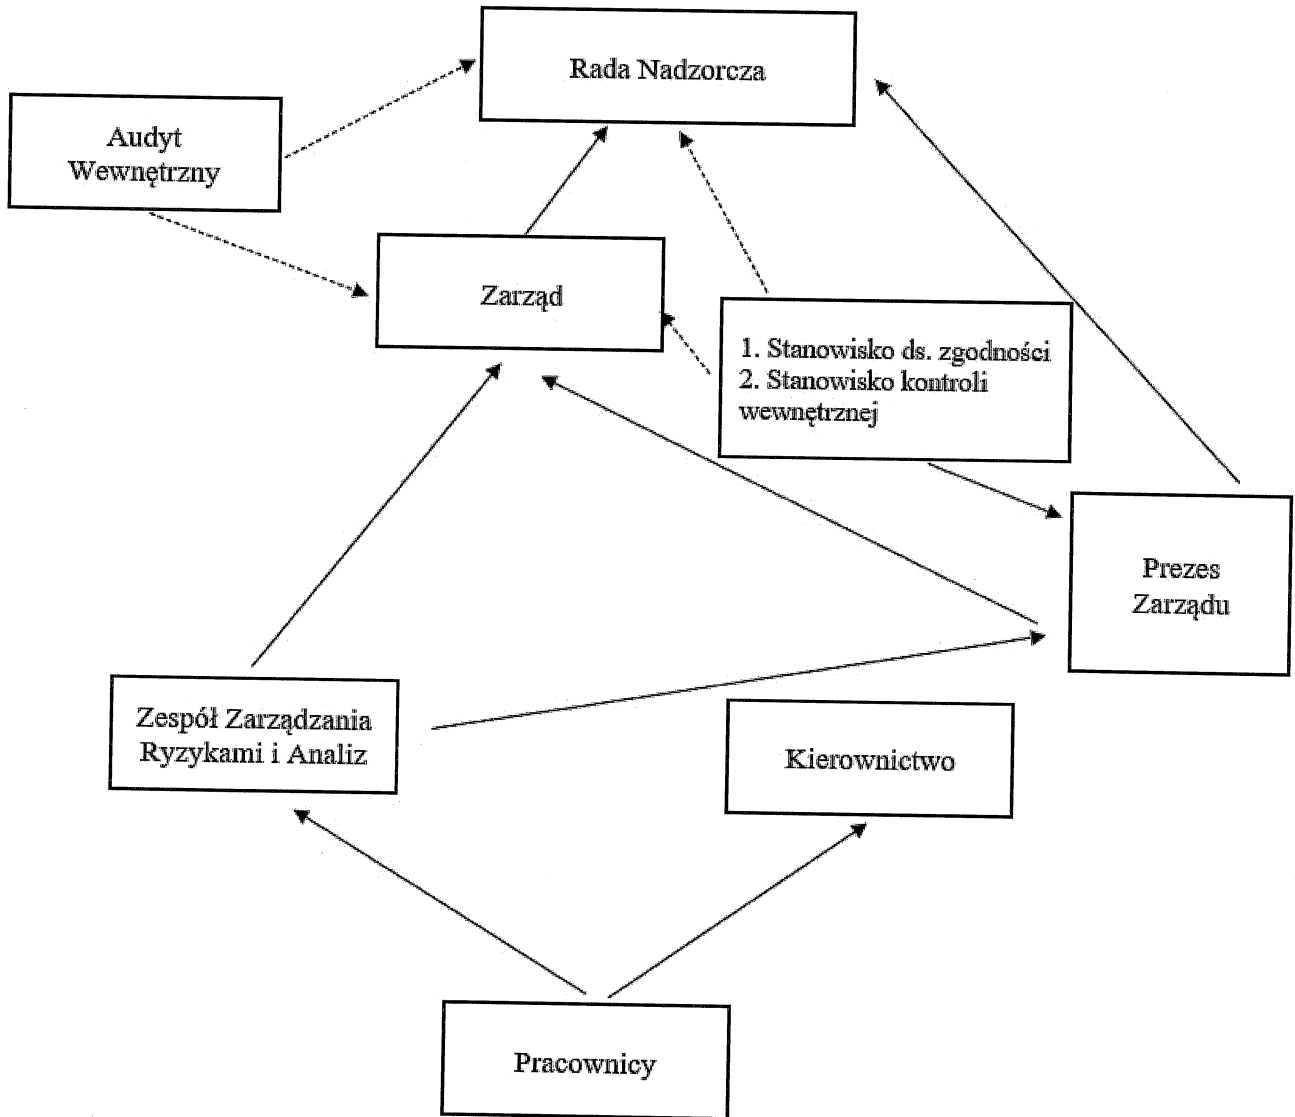 Rada Nadzorcza
Audyt
Wewnętrzny
Zarząd
1. Stanowisko ds. zgodności
2. Stanowisko kontroli
wewnętrznej
Prezes
Zarządu
Zespół Zarządzania
Ryzykami i Analiz
Kierownictwo
Pracownicy